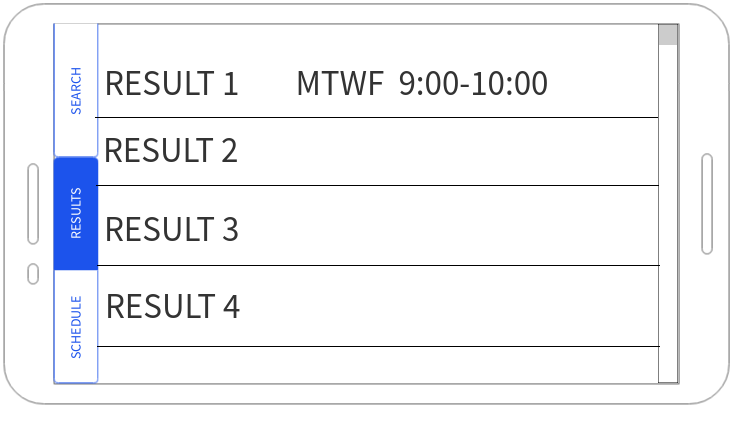 SEARCH
RESULTS
SCHEDULE
RESULT 1 MTWF 9:00-10:00
RESULT 2
RESULT 3
RESULT 4